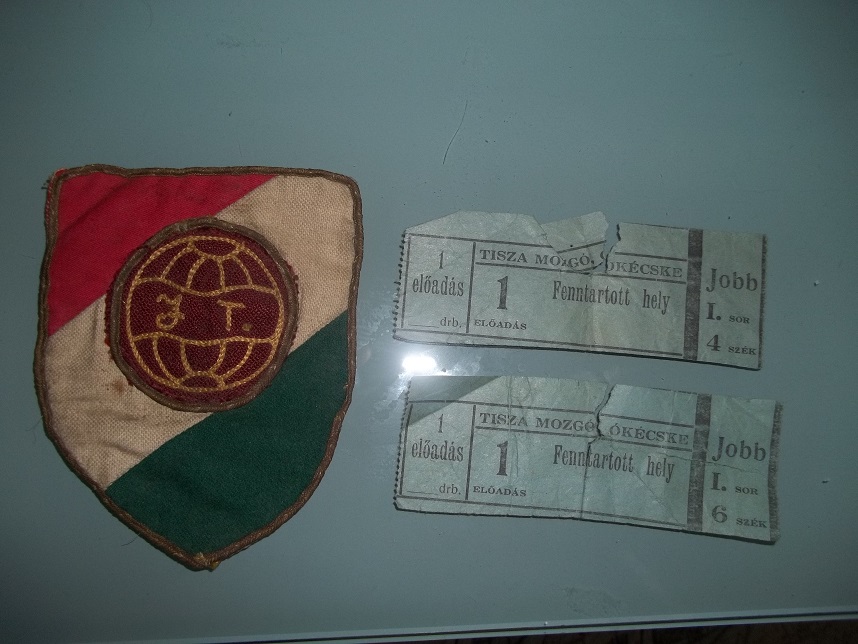 J T.
1
előadás
drb.
TISZA MOZGÓ. ÓKÉCSKE
1 Fenntartott hely
ELŐADÁS
Jobb
I. SOR
4 SZÉK
1
előadás
drb.
TISZA MOZGÓ ÓKÉCSKE
1 Fenntartott hely
ELŐADÁS
Jobb
I. SOR
6 SZÉK